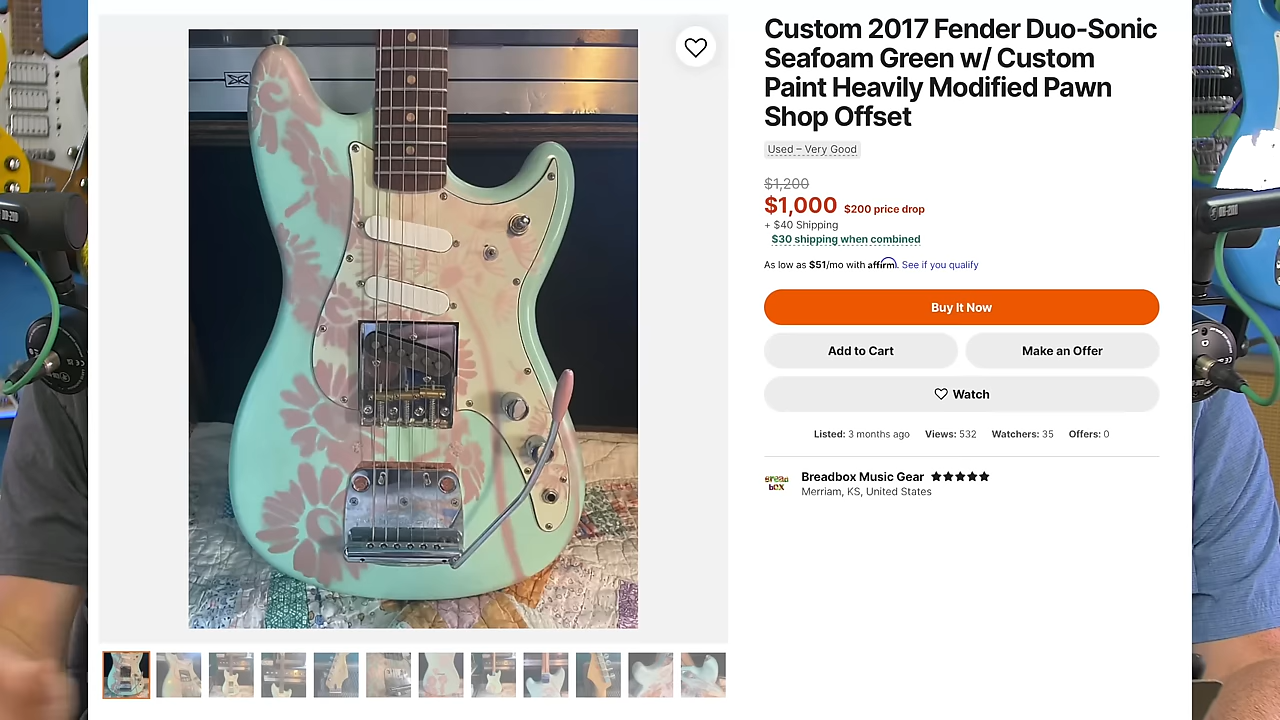 Custom 2017 Fender Duo-Sonic
Seafoam Green w/ Custom
Paint Heavily Modified Pawn
Shop Offset
Used – Very Good
$1,200
$1,000 $200 price drop
+ $40 Shipping
$30 shipping when combined
As low as $51/mo with affirm. See if you qualify
Buy It Now
Add to Cart
Make an Offer
Watch
Listed: 3 months ago Views: 532 Watchers: 35 Offers: 0
BREAD
BOX
Breadbox Music Gear
Merriam, KS, United States